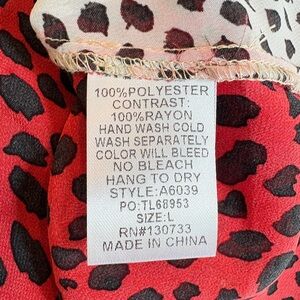 100%POLYESTER
CONTRAST:
100%RAYON
HAND WASH COLD
WASH SEPARATELY
COLOR WILL BLEED
NO BLEACH
HANG TO DRY
STYLE:A6039
PO:TL68953
SIZE:L
RN#130733
MADE IN CHINA